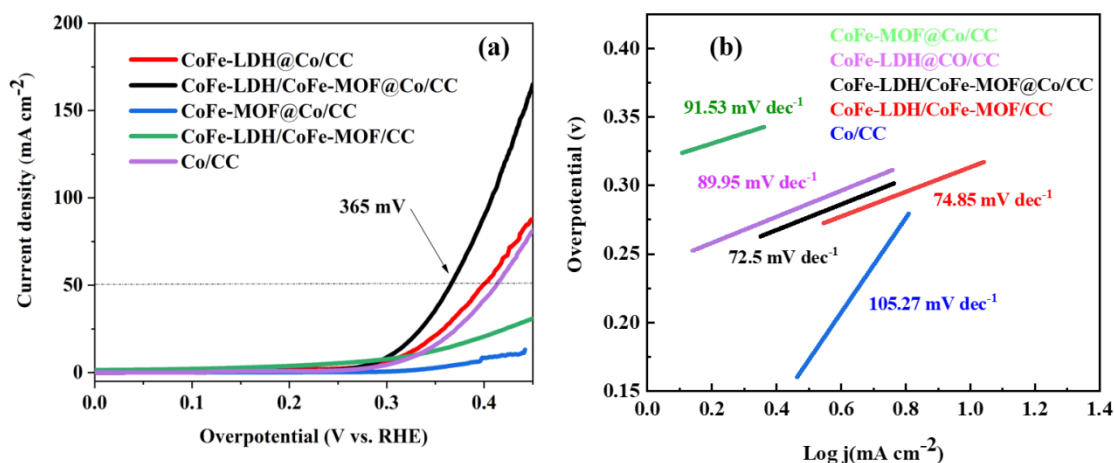 (a)
CoFe-LDH@Co/CC
CoFe-LDH/CoFe-MOF@Co/CC
CoFe-MOF@Co/CC
CoFe-LDH/CoFe-MOF/CC
Co/CC
365 mV
200
150
100
50
0
0.0
0.1
0.2
0.3
0.4
Current density (mA cm⁻²)
Overpotential (V vs. RHE)
(b)
CoFe-MOF@Co/CC
CoFe-LDH@CO/CC
CoFe-LDH/CoFe-MOF@Co/CC
CoFe-LDH/CoFe-MOF/CC
Co/CC
91.53 mV dec⁻¹
89.95 mV dec⁻¹
74.85 mV dec⁻¹
72.5 mV dec⁻¹
105.27 mV dec⁻¹
0.40
0.35
0.30
0.25
0.20
0.15
0.0
0.2
0.4
0.6
0.8
1.0
1.2
1.4
Overpotential (v)
Log j(mA cm⁻²)